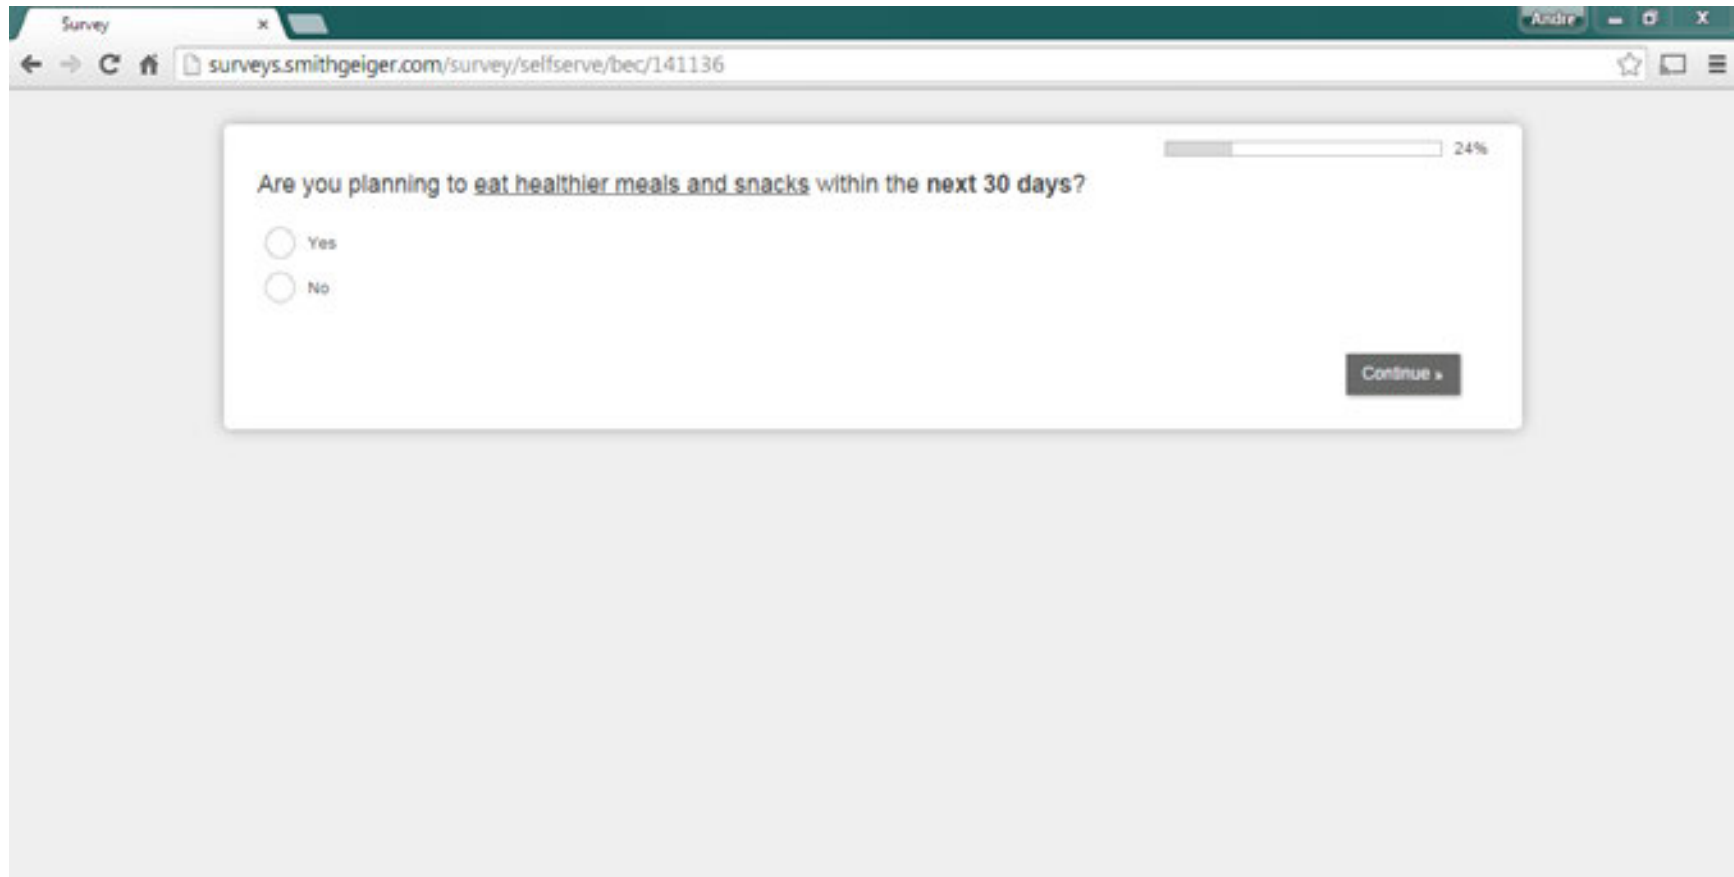 Survey
Andre
surveys.smithgeiger.com/survey/selfserve/bec/141136
24%
Are you planning to eat healthier meals and snacks within the next 30 days?
Yes
No
Continue »